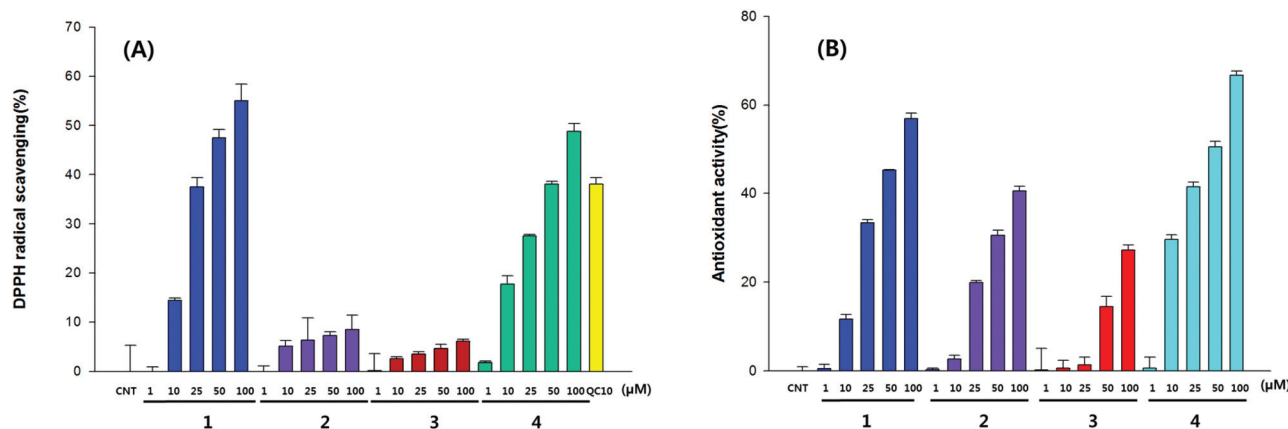 (A)
DPPH radical scavenging(%)
70
60
50
40
30
20
10
0
CNT 1 10 25 50 100 1 10 25 50 100 1 10 25 50 100 1 10 25 50 100 QC10 (μM)
1 2 3 4
(B)
Antioxidant activity(%)
80
60
40
20
0
CNT 1 10 25 50 100 1 10 25 50 100 1 10 25 50 100 1 10 25 50 100 (μM)
1 2 3 4